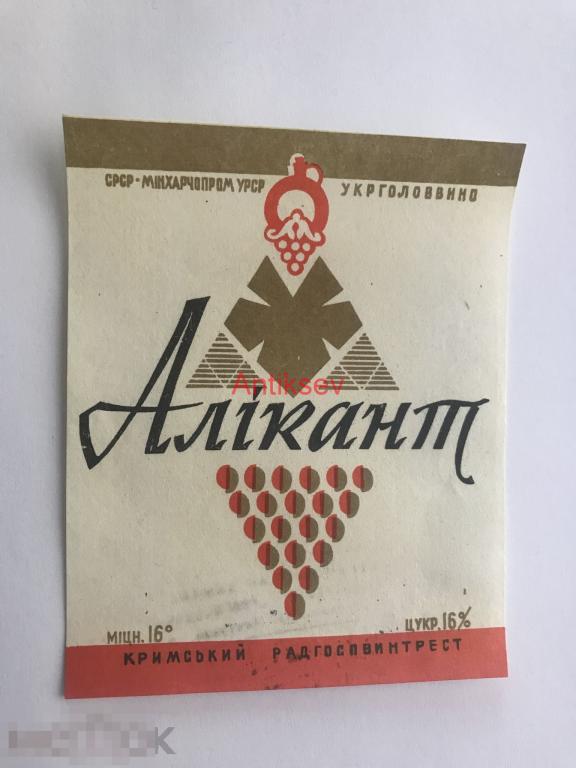 СРСР-МІНХАРЧОПРОМ УРСР УКРГОЛОВВИНО
Antiksev
Алікант
МІЦН. 16° ЦУКР. 16%
КРИМСЬКИЙ РАДГОСПВИНТРЕСТ